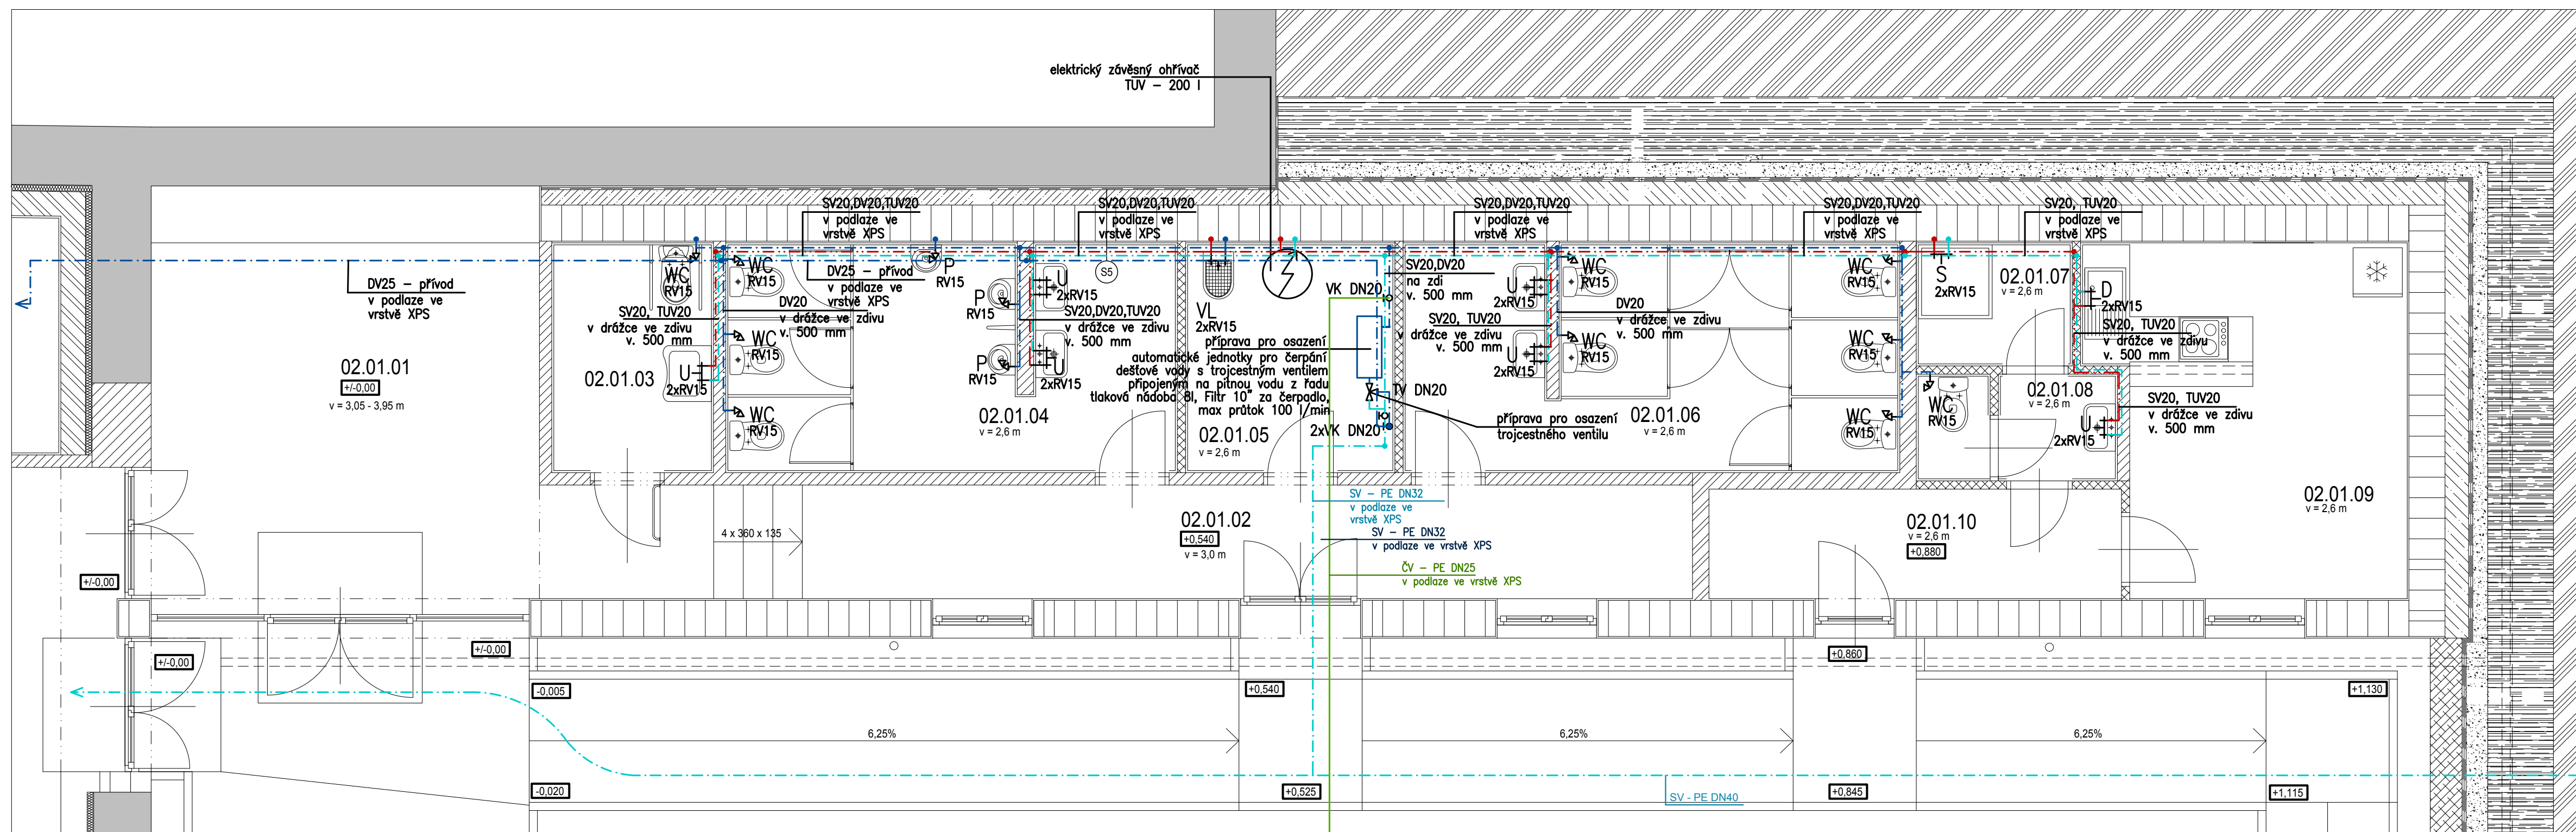 elektrický závěsný ohřívač
TUV – 200 l
SV20,DV20,TUV20
v podlaze ve
vrstvě XPS
SV20,DV20,TUV20
v podlaze ve
vrstvě XPS
SV20,DV20,TUV20
v podlaze ve
vrstvě XPS
SV20,DV20,TUV20
v podlaze ve
vrstvě XPS
SV20, TUV20
v podlaze ve
vrstvě XPS
DV25 – přívod
v podlaze ve
vrstvě XPS
02.01.01
+/-0,00
v = 3,05 - 3,95 m
WC
RV15
SV20, TUV20
v drážce ve zdivu
v. 500 mm
02.01.03
U
2xRV15
WC
RV15
WC
RV15
WC
RV15
DV25 – přívod
v podlaze ve
vrstvě XPS
DV20
v drážce ve zdivu
v. 500 mm
P
RV15
P
RV15
P
RV15
02.01.04
v = 2,6 m
U
2xRV15
SV20,DV20,TUV20
v drážce ve zdivu
v. 500 mm
U
2xRV15
S5
VL
2xRV15
příprava pro osazení
automatické jednotky pro čerpání
dešťové vody s trojcestným ventilem
připojeným na pitnou vodu z řadu
tlaková nádoba 8l, Filtr 10" za čerpadlo,
max průtok 100 l/min
VK DN20
02.01.05
v = 2,6 m
2xVK DN20
TV DN20
SV20,DV20
na zdi
v. 500 mm
SV20, TUV20
v drážce ve zdivu
v. 500 mm
příprava pro osazení
trojcestného ventilu
U
2xRV15
U
2xRV15
WC
RV15
DV20
v drážce ve zdivu
v. 500 mm
WC
RV15
02.01.06
v = 2,6 m
WC
RV15
WC
RV15
WC
RV15
S
2xRV15
02.01.07
v = 2,6 m
D
2xRV15
SV20, TUV20
v drážce ve zdivu
v. 500 mm
WC
RV15
02.01.08
v = 2,6 m
U
2xRV15
SV20, TUV20
v drážce ve zdivu
v. 500 mm
02.01.09
v = 2,6 m
4 x 360 x 135
02.01.02
+0,540
v = 3,0 m
SV – PE DN32
v podlaze ve
vrstvě XPS
SV – PE DN32
v podlaze ve vrstvě XPS
ČV – PE DN25
v podlaze ve vrstvě XPS
02.01.10
v = 2,6 m
+0,880
+/-0,00
+/-0,00
+/-0,00
+0,860
-0,005
+0,540
+1,130
6,25%
6,25%
6,25%
-0,020
+0,525
SV - PE DN40
+0,845
+1,115